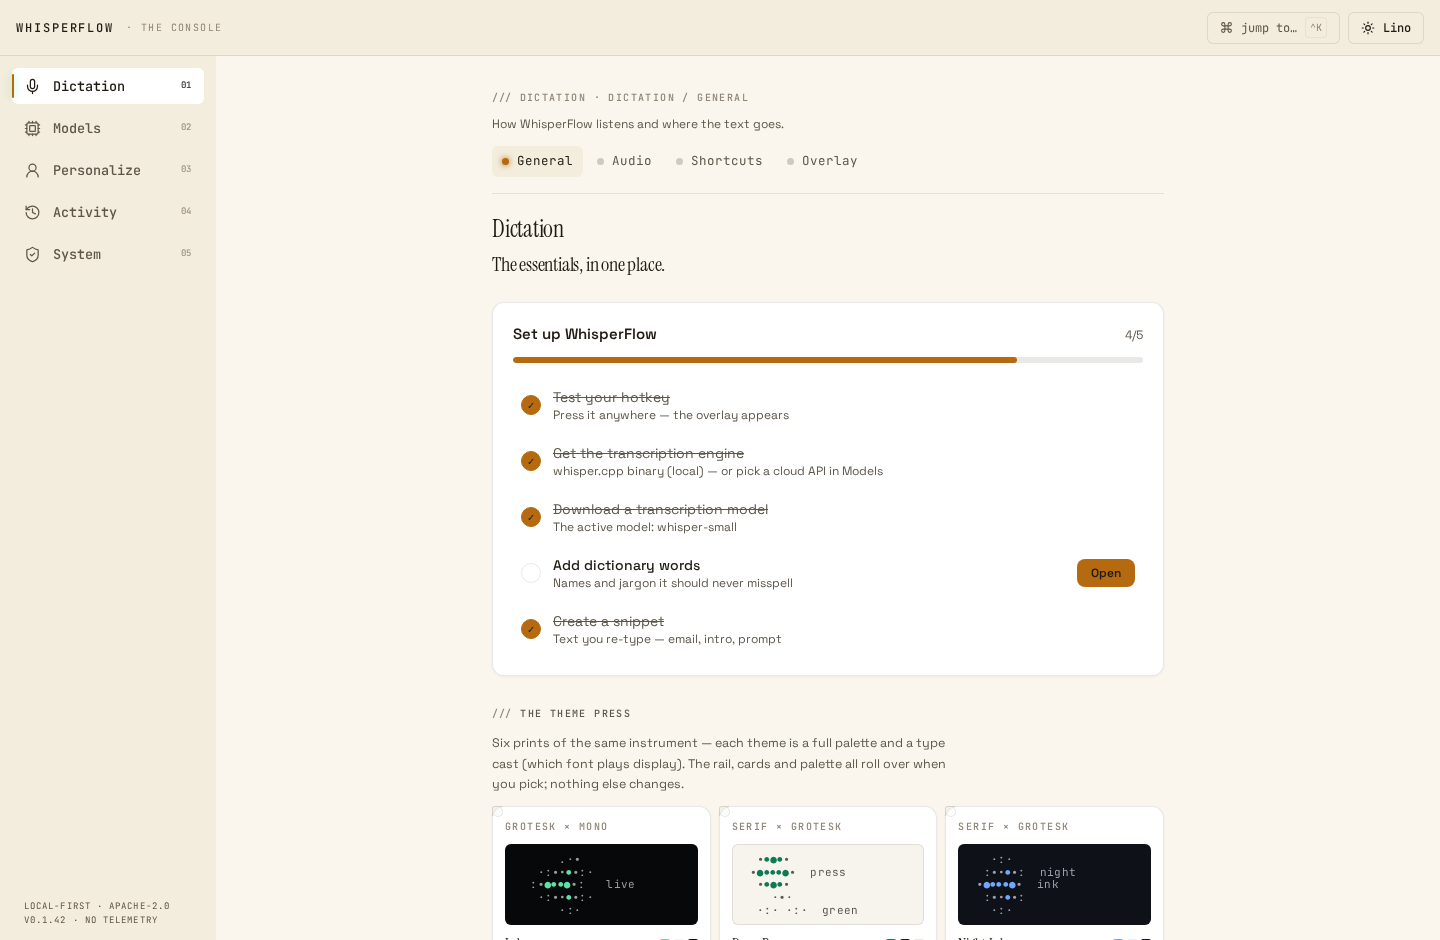 WHISPERFLOW · THE CONSOLE
⌘ jump to… ^K
Lino
Dictation 01
Models 02
Personalize 03
Activity 04
System 05
LOCAL-FIRST · APACHE-2.0
V0.1.42 · NO TELEMETRY
/// DICTATION · DICTATION / GENERAL
How WhisperFlow listens and where the text goes.
General Audio Shortcuts Overlay
Dictation
The essentials, in one place.
Set up WhisperFlow 4/5
Test your hotkey
Press it anywhere — the overlay appears
Get the transcription engine
whisper.cpp binary (local) — or pick a cloud API in Models
Download a transcription model
The active model: whisper-small
Add dictionary words
Names and jargon it should never misspell
Open
Create a snippet
Text you re-type — email, intro, prompt
/// THE THEME PRESS
Six prints of the same instrument — each theme is a full palette and a type
cast (which font plays display). The rail, cards and palette all roll over when
you pick; nothing else changes.
GROTESK × MONO
live
SERIF × GROTESK
press
green
SERIF × GROTESK
night
ink